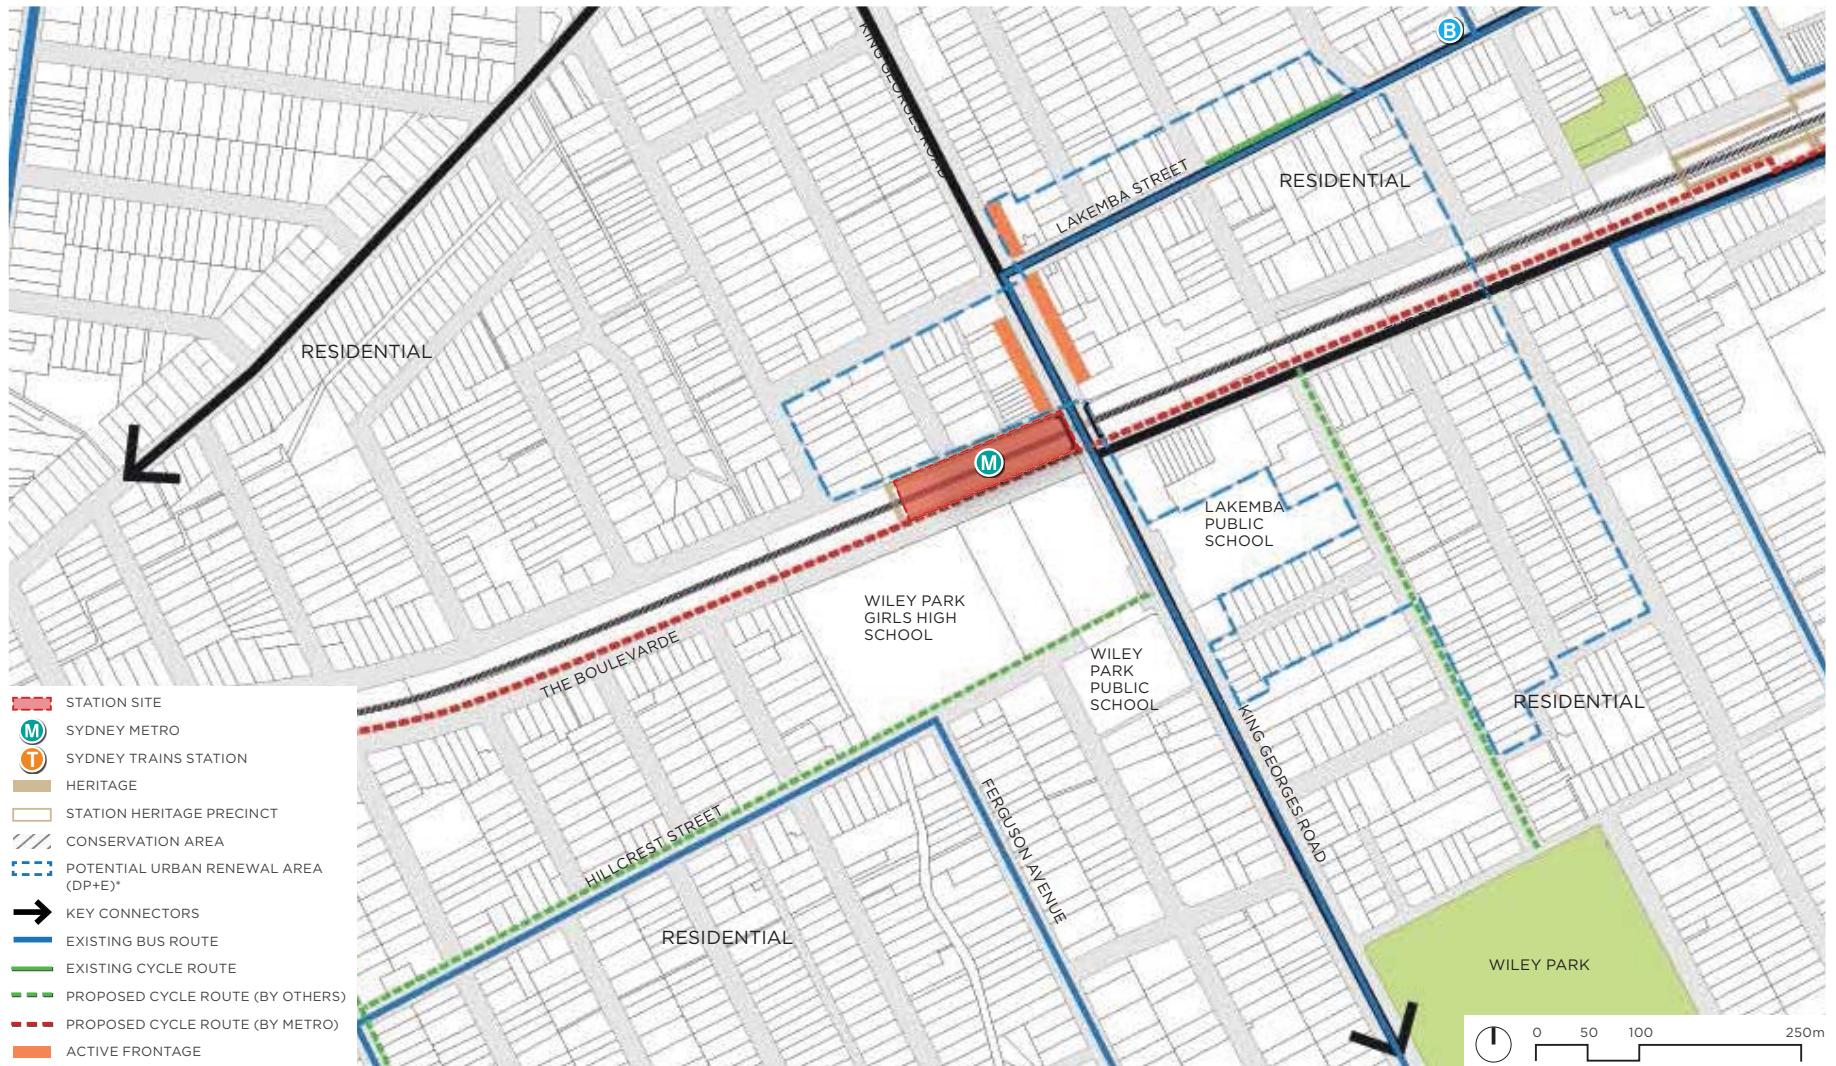 B
KING GEORGES ROAD
LAKEMBA STREET
RESIDENTIAL
RESIDENTIAL
M
LAKEMBA
PUBLIC
SCHOOL
WILEY PARK
GIRLS HIGH
SCHOOL
THE BOULEVARDE
WILEY
PARK
PUBLIC
SCHOOL
RESIDENTIAL
KING GEORGES ROAD
FERGUSON AVENUE
HILLCREST STREET
RESIDENTIAL
WILEY PARK
STATION SITE
M
SYDNEY METRO
T
SYDNEY TRAINS STATION
HERITAGE
STATION HERITAGE PRECINCT
CONSERVATION AREA
POTENTIAL URBAN RENEWAL AREA
(DP+E)*
KEY CONNECTORS
EXISTING BUS ROUTE
EXISTING CYCLE ROUTE
PROPOSED CYCLE ROUTE (BY OTHERS)
PROPOSED CYCLE ROUTE (BY METRO)
ACTIVE FRONTAGE
0 50 100 250m